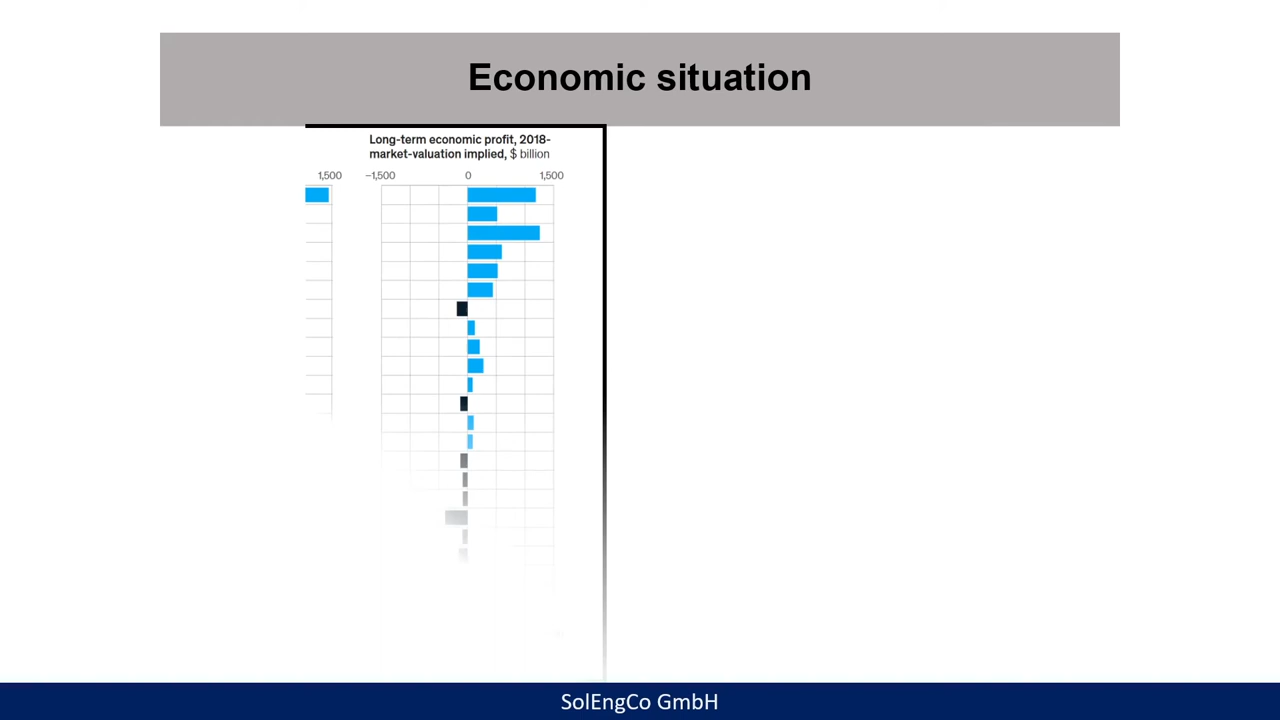 Economic situation
Long-term economic profit, 2018-
market-valuation implied, $ billion
1,500 −1,500 0 1,500
SolEngCo GmbH